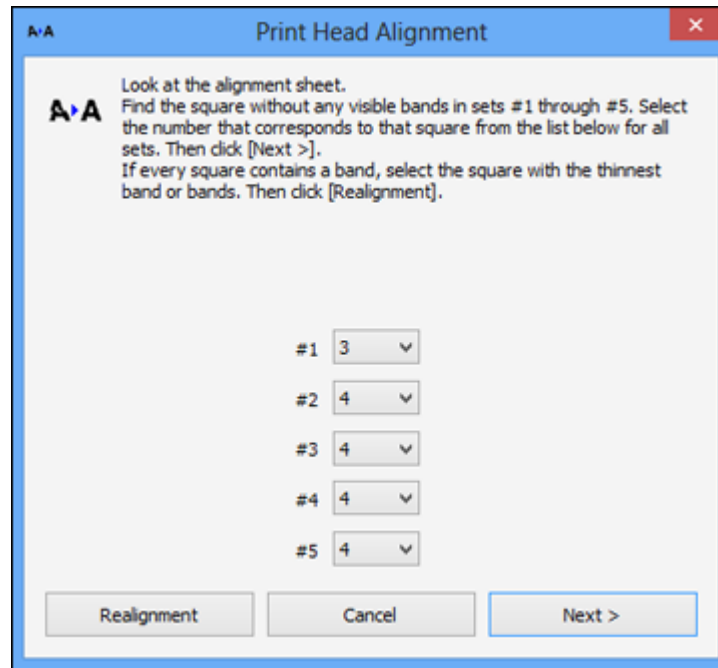 A▸A Print Head Alignment
A▸A
Look at the alignment sheet.
Find the square without any visible bands in sets #1 through #5. Select
the number that corresponds to that square from the list below for all
sets. Then click [Next >].
If every square contains a band, select the square with the thinnest
band or bands. Then click [Realignment].
#1 3
#2 4
#3 4
#4 4
#5 4
Realignment Cancel Next >